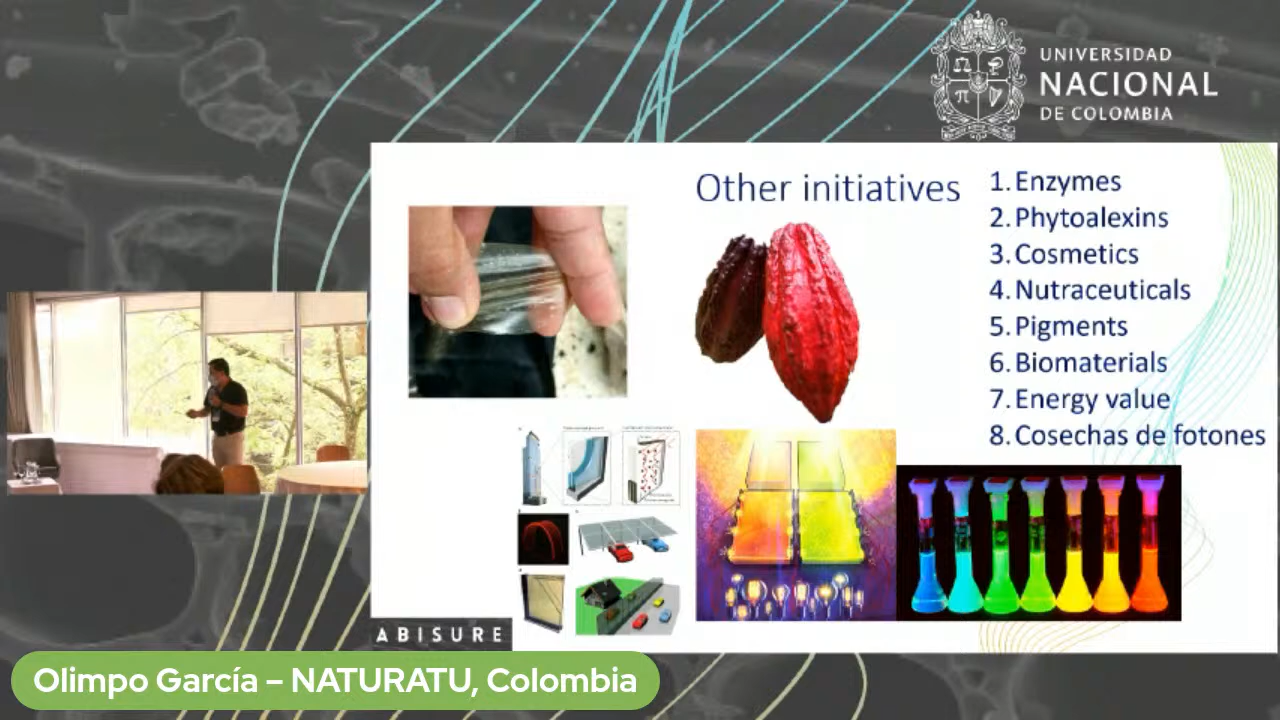 UNIVERSIDAD
NACIONAL
DE COLOMBIA
Other initiatives
1. Enzymes
2. Phytoalexins
3. Cosmetics
4. Nutraceuticals
5. Pigments
6. Biomaterials
7. Energy value
8. Cosechas de fotones
ABISURE
Olimpo García – NATURATU, Colombia